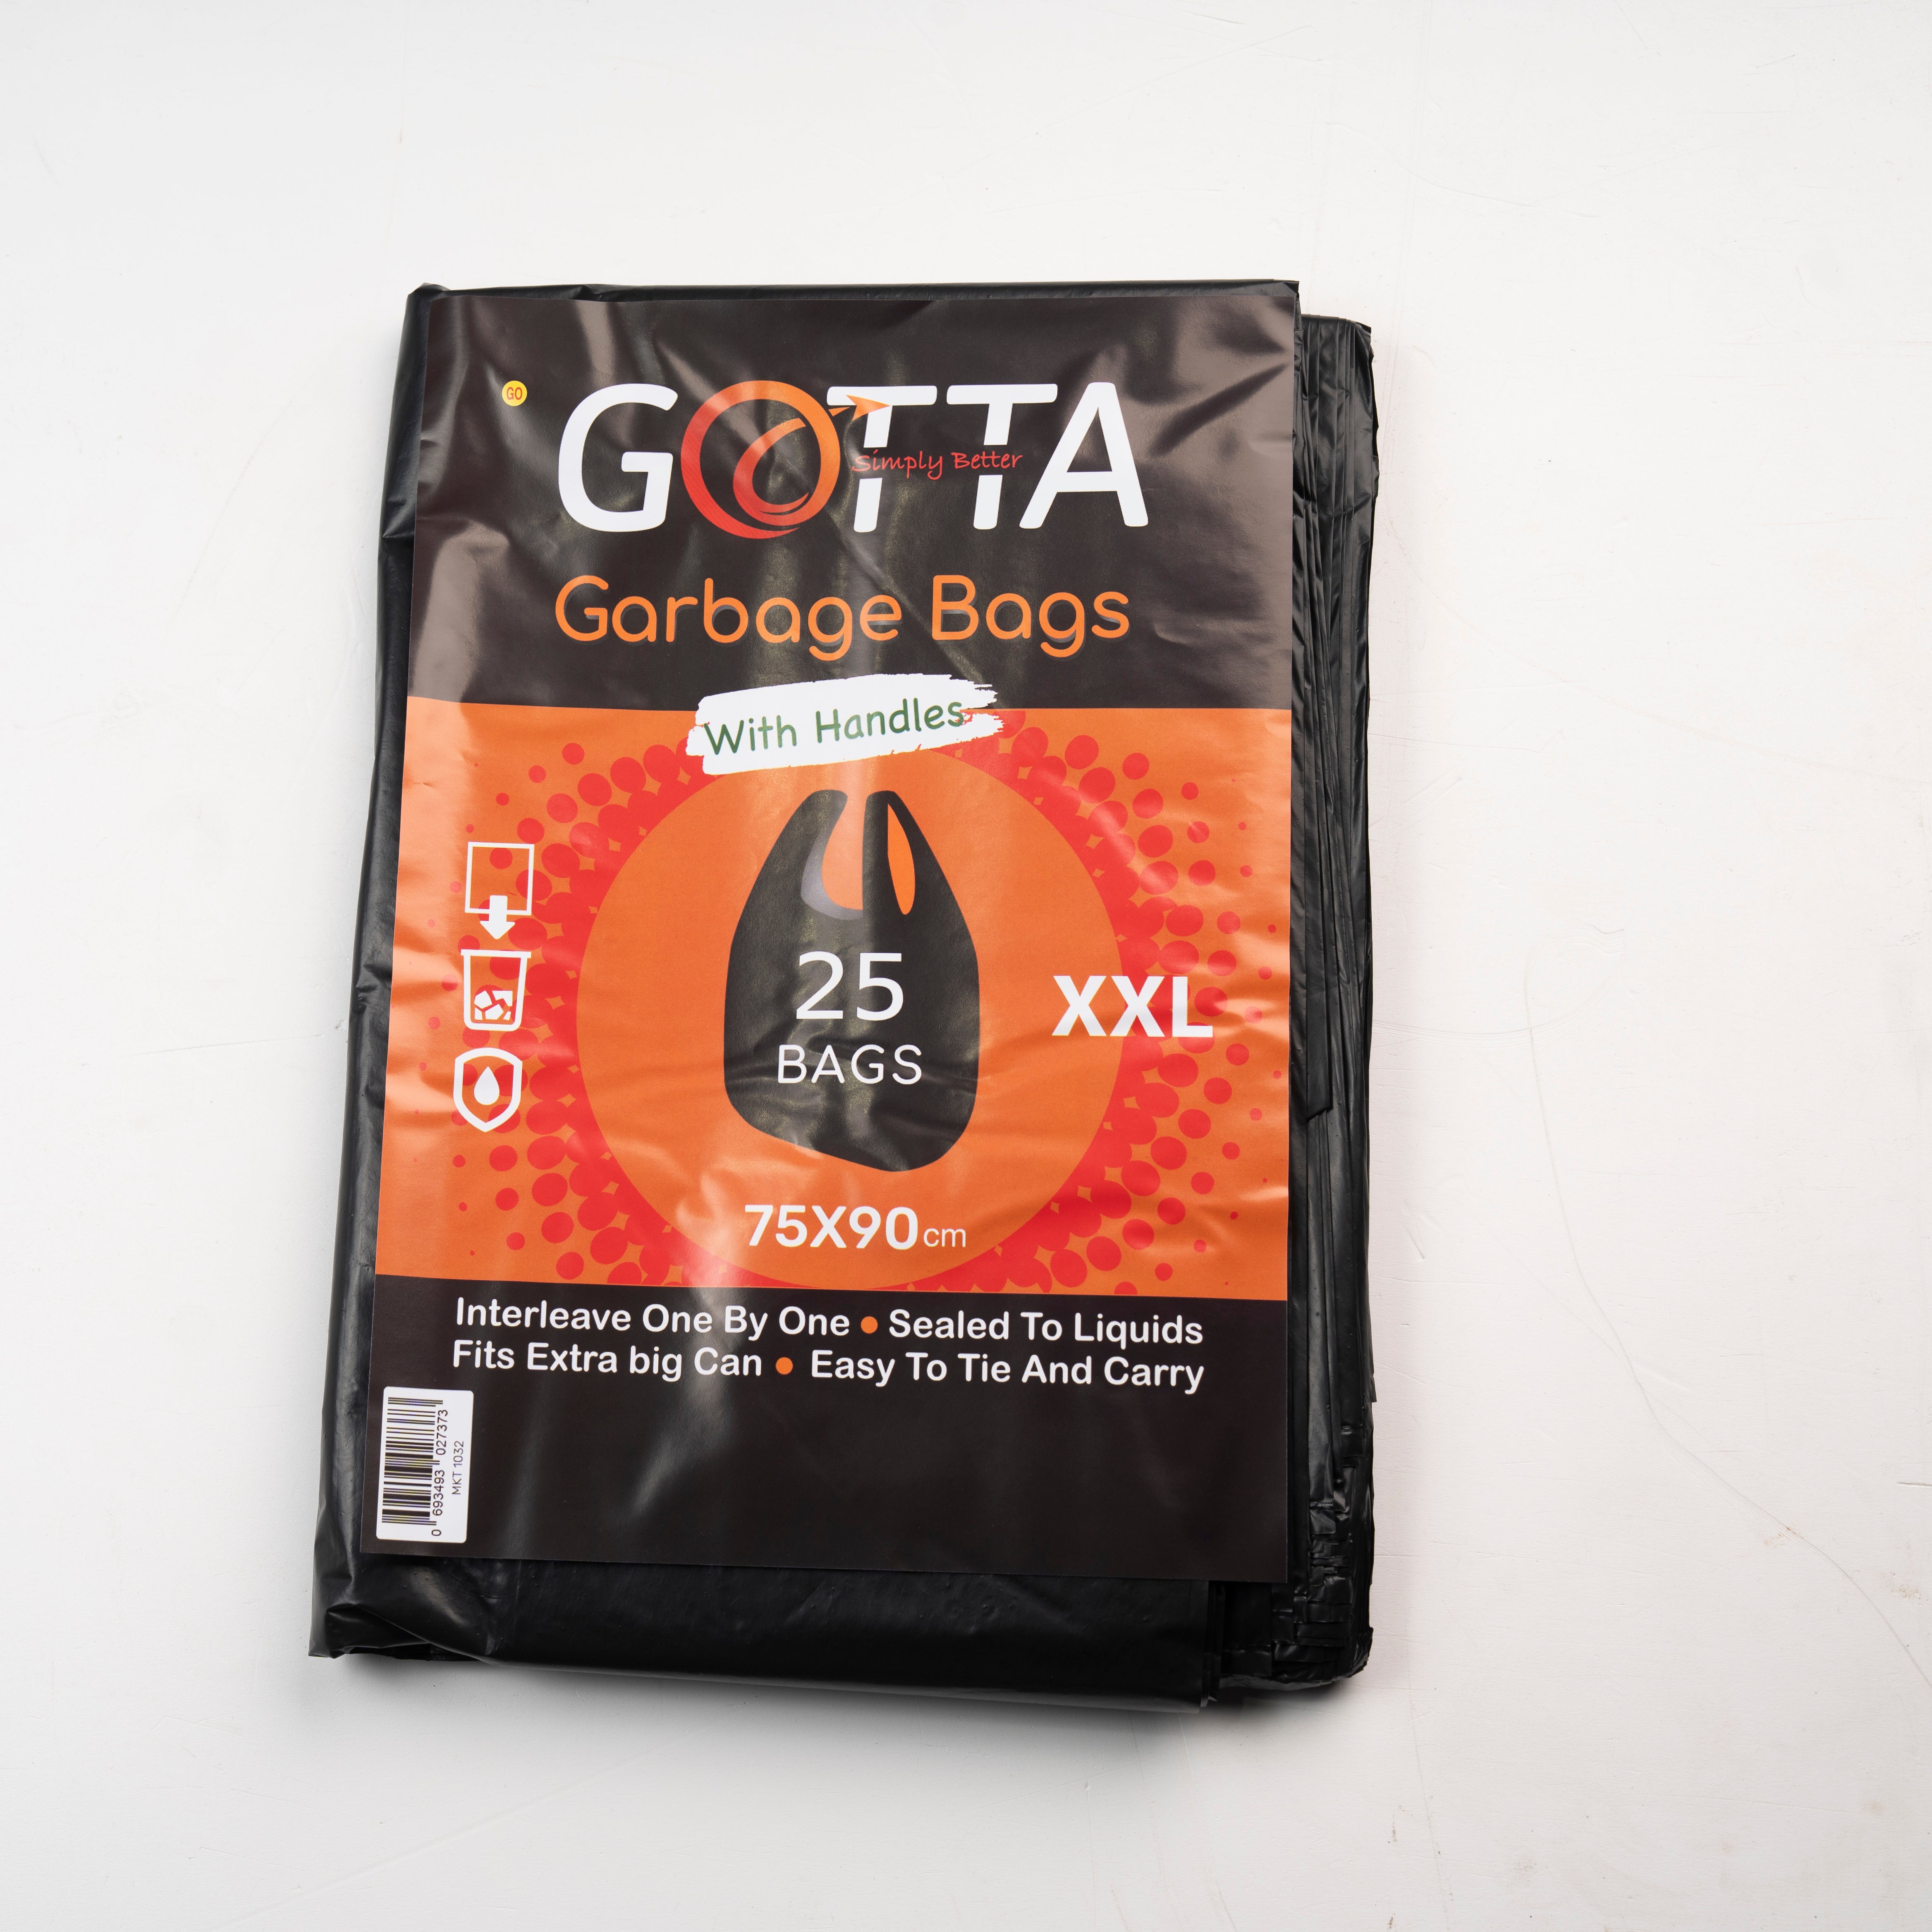 GO
GOTTA
Simply Better
Garbage Bags
With Handles
25
BAGS
XXL
75X90cm
Interleave One By One ● Sealed To Liquids
Fits Extra big Can ● Easy To Tie And Carry
0 693493 027373
MKT 1032